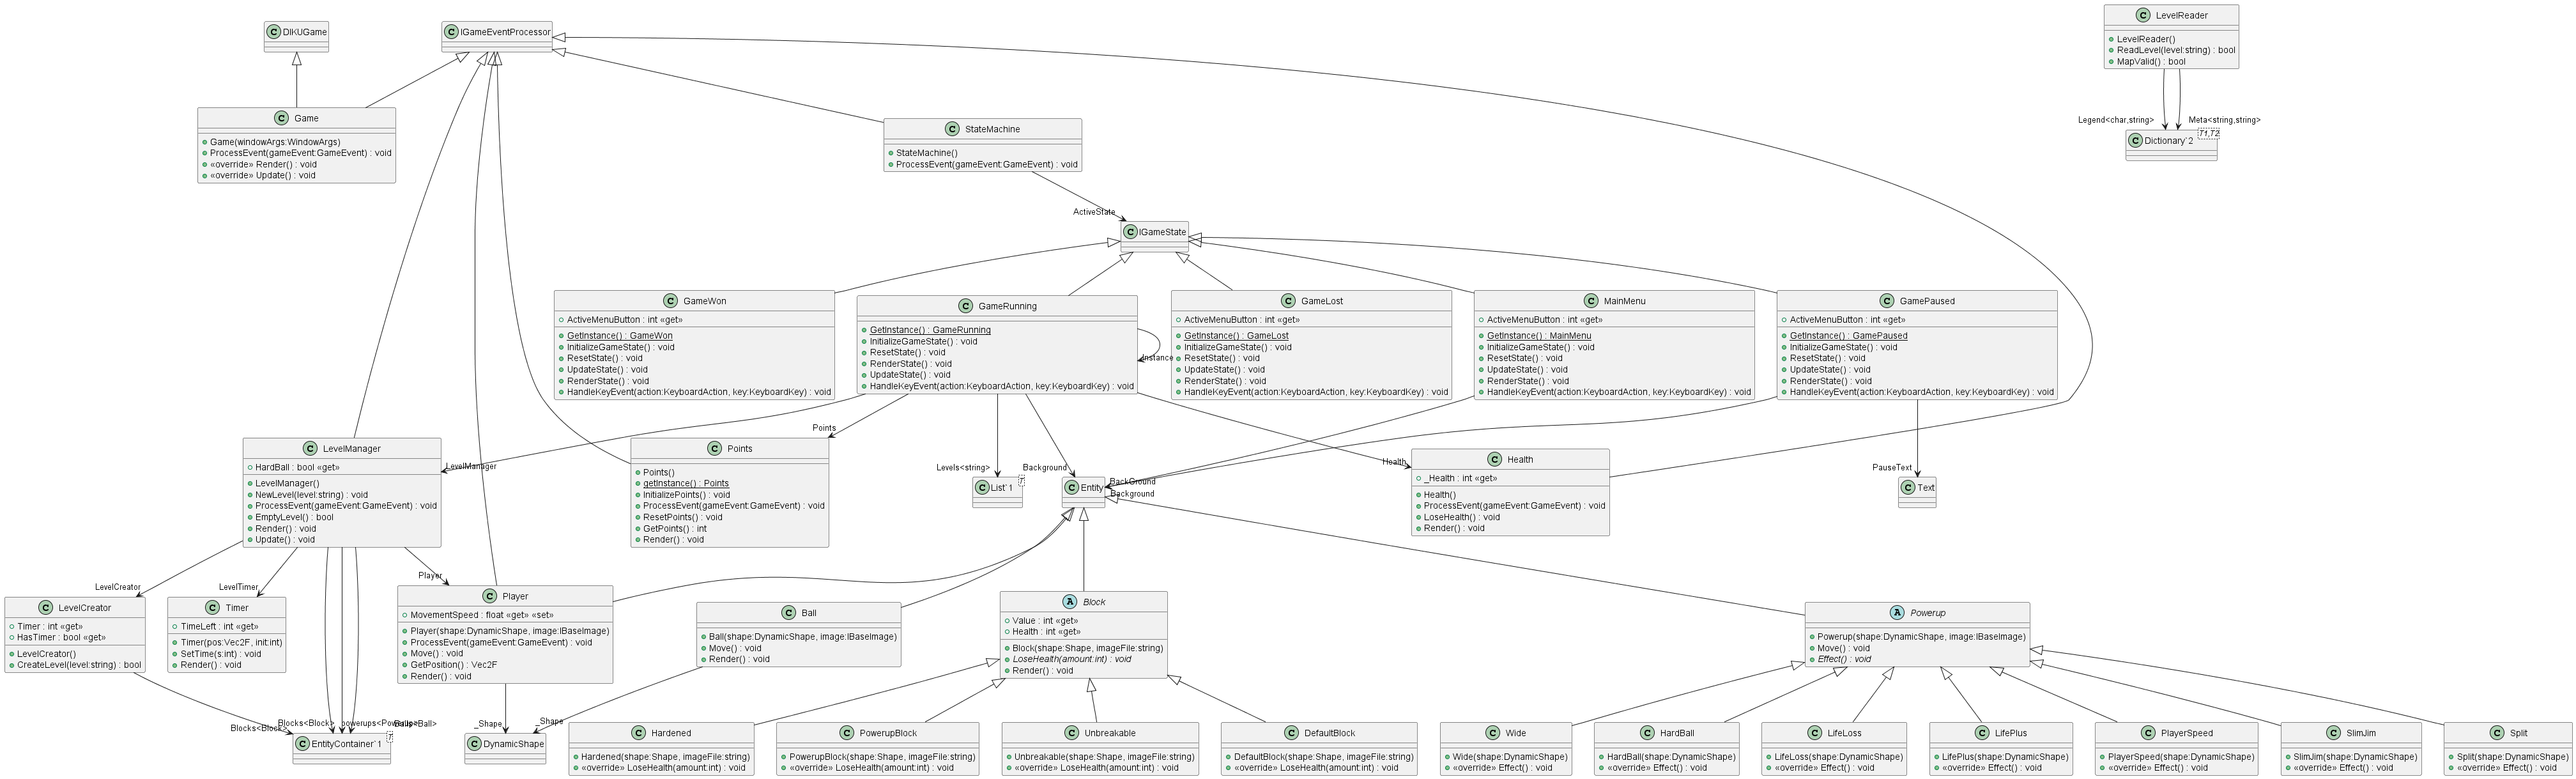 LevelReader
LevelReader()
ReadLevel(level:string) : bool
MapValid() : bool
DIKUGame
IGameEventProcessor
Game
Game(windowArgs:WindowArgs)
ProcessEvent(gameEvent:GameEvent) : void
«override» Render() : void
«override» Update() : void
StateMachine
StateMachine()
ProcessEvent(gameEvent:GameEvent) : void
Legend<char,string>
Meta<string,string>
Dictionary`2
T1,T2
ActiveState
IGameState
GameWon
ActiveMenuButton : int «get»
GetInstance() : GameWon
InitializeGameState() : void
ResetState() : void
UpdateState() : void
RenderState() : void
HandleKeyEvent(action:KeyboardAction, key:KeyboardKey) : void
GameRunning
GetInstance() : GameRunning
InitializeGameState() : void
ResetState() : void
RenderState() : void
UpdateState() : void
HandleKeyEvent(action:KeyboardAction, key:KeyboardKey) : void
Instance
GameLost
ActiveMenuButton : int «get»
GetInstance() : GameLost
InitializeGameState() : void
ResetState() : void
UpdateState() : void
RenderState() : void
HandleKeyEvent(action:KeyboardAction, key:KeyboardKey) : void
MainMenu
ActiveMenuButton : int «get»
GetInstance() : MainMenu
InitializeGameState() : void
ResetState() : void
UpdateState() : void
RenderState() : void
HandleKeyEvent(action:KeyboardAction, key:KeyboardKey) : void
GamePaused
ActiveMenuButton : int «get»
GetInstance() : GamePaused
InitializeGameState() : void
ResetState() : void
UpdateState() : void
RenderState() : void
HandleKeyEvent(action:KeyboardAction, key:KeyboardKey) : void
LevelManager
HardBall : bool «get»
LevelManager()
NewLevel(level:string) : void
ProcessEvent(gameEvent:GameEvent) : void
EmptyLevel() : bool
Render() : void
Update() : void
LevelManager
Points
Points
Points()
getInstance() : Points
InitializePoints() : void
ProcessEvent(gameEvent:GameEvent) : void
ResetPoints() : void
GetPoints() : int
Render() : void
Levels<string>
List`1
T
Background
Entity
BackGround
Background
Health
Health
_Health : int «get»
Health()
ProcessEvent(gameEvent:GameEvent) : void
LoseHealth() : void
Render() : void
PauseText
Text
LevelCreator
LevelCreator
Timer : int «get»
HasTimer : bool «get»
LevelCreator()
CreateLevel(level:string) : bool
LevelTimer
Timer
TimeLeft : int «get»
Timer(pos:Vec2F, init:int)
SetTime(s:int) : void
Render() : void
Player
Player
MovementSpeed : float «get» «set»
Player(shape:DynamicShape, image:IBaseImage)
ProcessEvent(gameEvent:GameEvent) : void
Move() : void
GetPosition() : Vec2F
Render() : void
Ball
Ball(shape:DynamicShape, image:IBaseImage)
Move() : void
Render() : void
Block
Value : int «get»
Health : int «get»
Block(shape:Shape, imageFile:string)
LoseHealth(amount:int) : void
Render() : void
Powerup
Powerup(shape:DynamicShape, image:IBaseImage)
Move() : void
Effect() : void
Blocks<Block>
Blocks<Block>
powerups<Powerup>
Balls<Ball>
EntityContainer`1
T
_Shape
_Shape
DynamicShape
Hardened
Hardened(shape:Shape, imageFile:string)
«override» LoseHealth(amount:int) : void
PowerupBlock
PowerupBlock(shape:Shape, imageFile:string)
«override» LoseHealth(amount:int) : void
Unbreakable
Unbreakable(shape:Shape, imageFile:string)
«override» LoseHealth(amount:int) : void
DefaultBlock
DefaultBlock(shape:Shape, imageFile:string)
«override» LoseHealth(amount:int) : void
Wide
Wide(shape:DynamicShape)
«override» Effect() : void
HardBall
HardBall(shape:DynamicShape)
«override» Effect() : void
LifeLoss
LifeLoss(shape:DynamicShape)
«override» Effect() : void
LifePlus
LifePlus(shape:DynamicShape)
«override» Effect() : void
PlayerSpeed
PlayerSpeed(shape:DynamicShape)
«override» Effect() : void
SlimJim
SlimJim(shape:DynamicShape)
«override» Effect() : void
Split
Split(shape:DynamicShape)
«override» Effect() : void